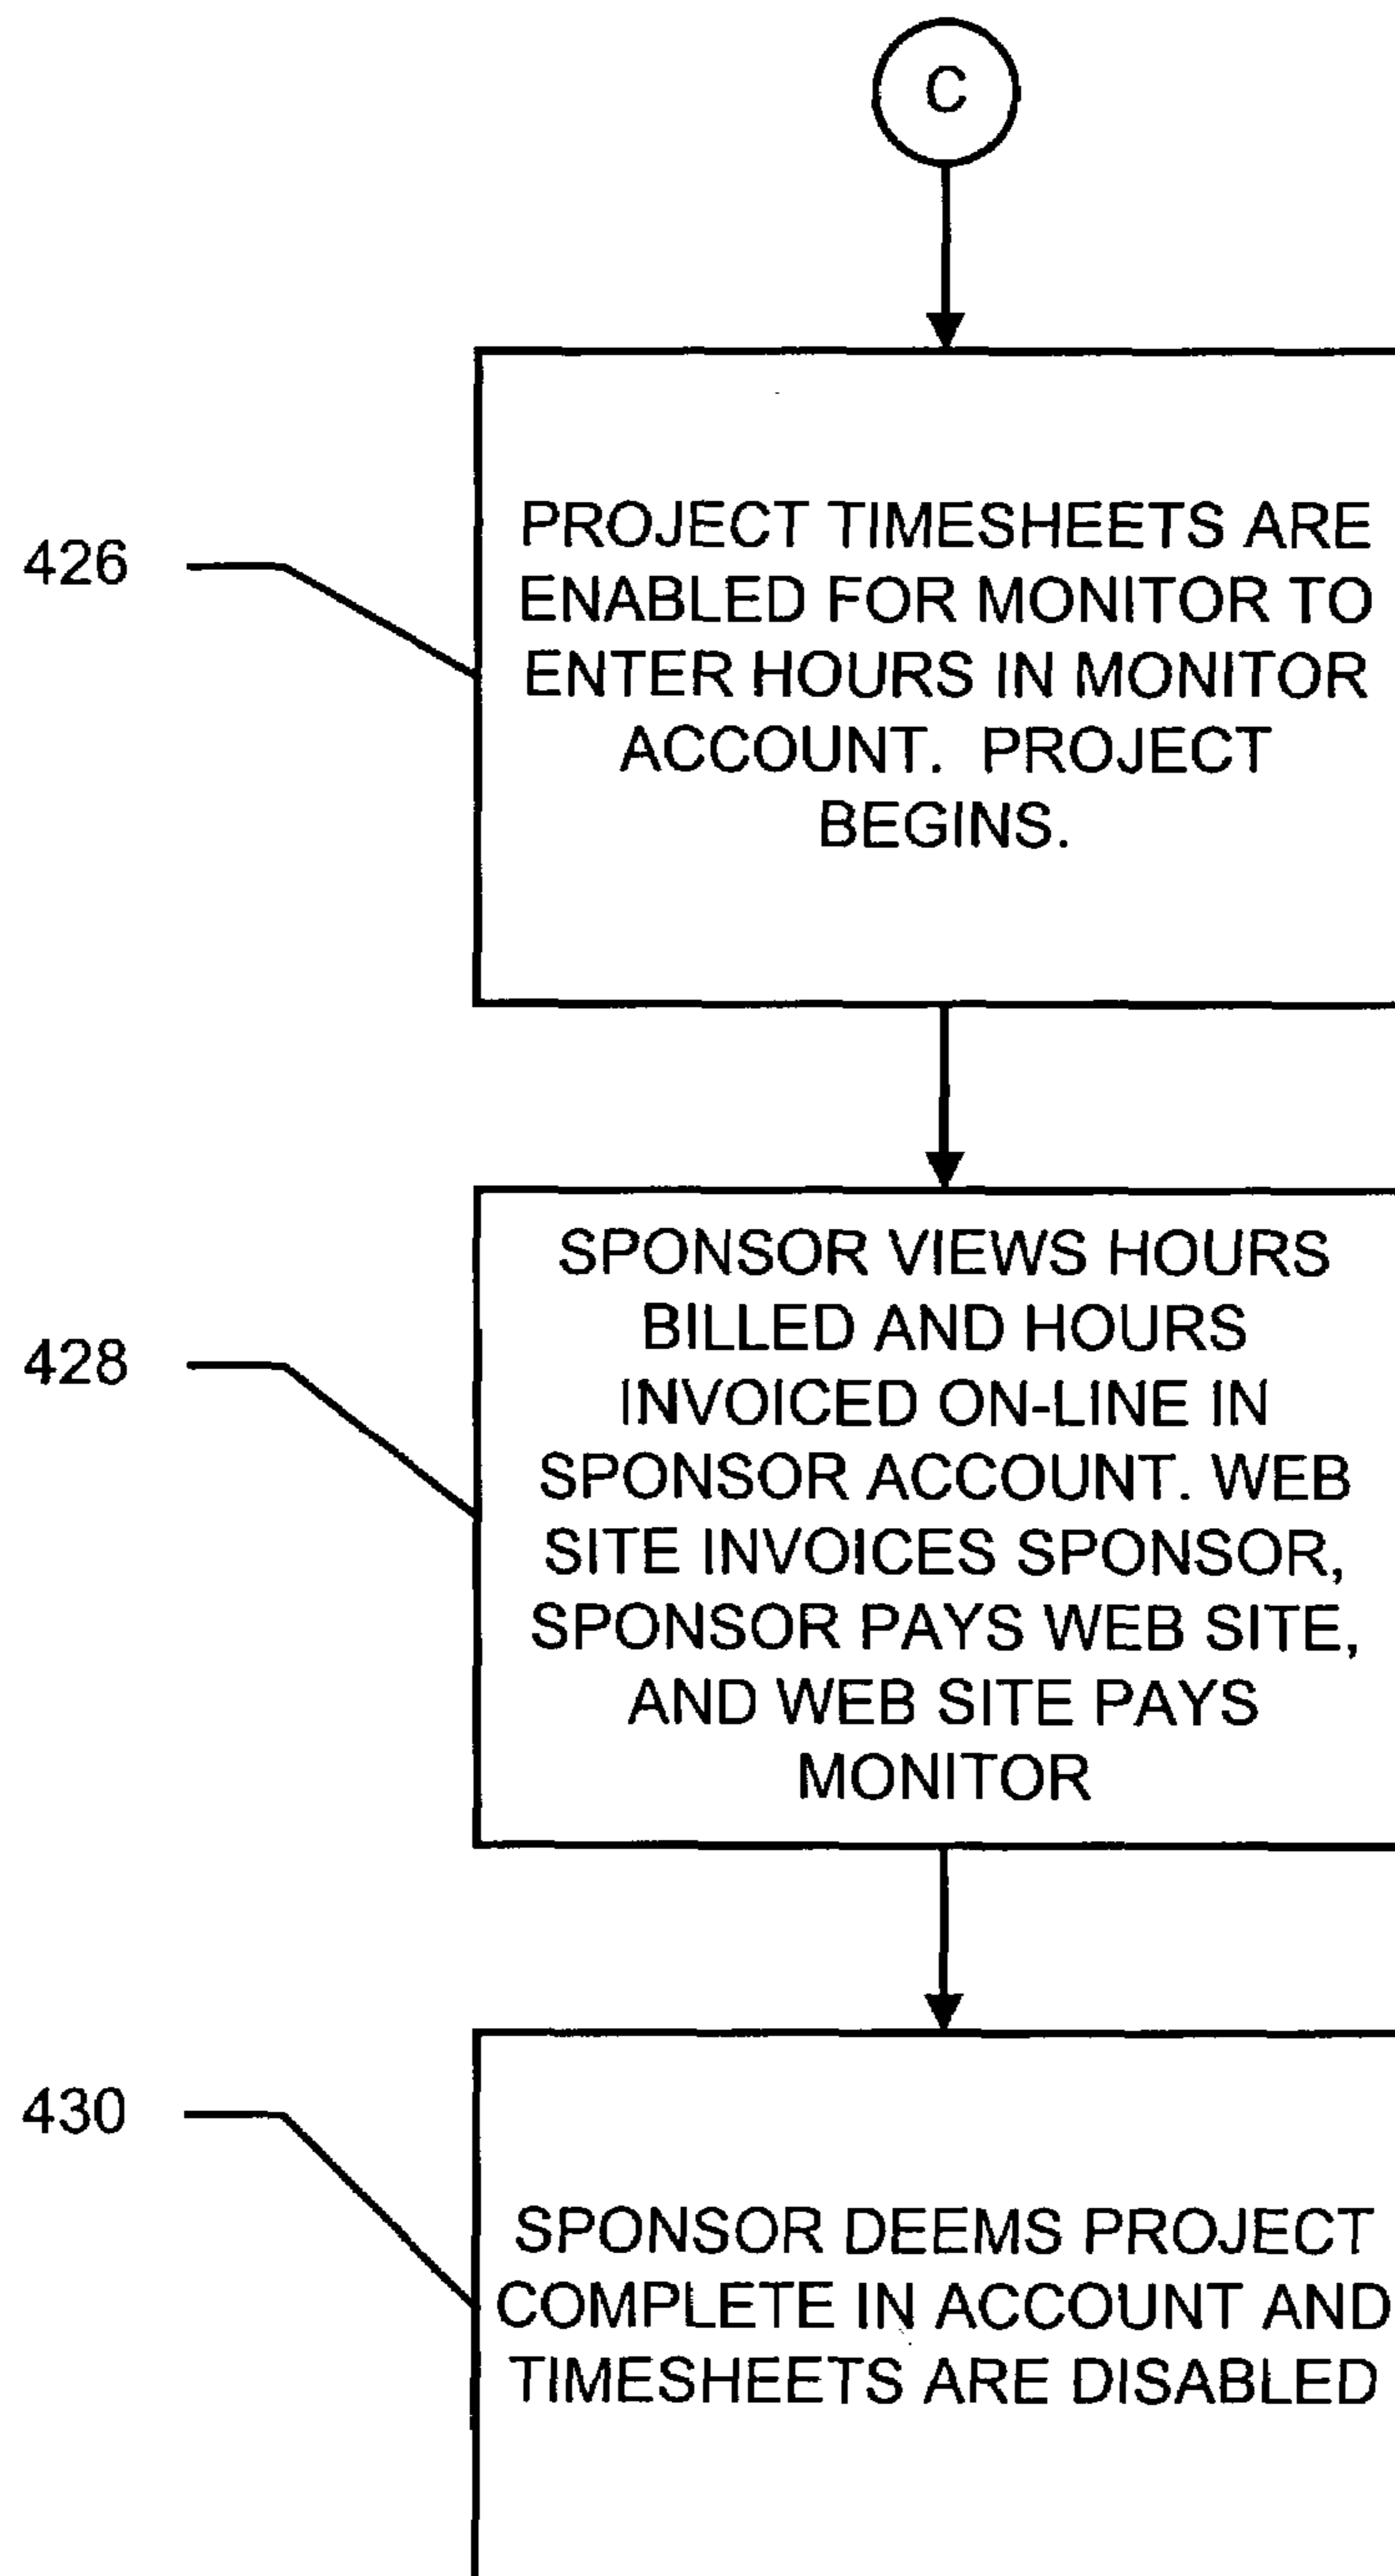 C
426
PROJECT TIMESHEETS ARE
ENABLED FOR MONITOR TO
ENTER HOURS IN MONITOR
ACCOUNT. PROJECT
BEGINS.
428
SPONSOR VIEWS HOURS
BILLED AND HOURS
INVOICED ON-LINE IN
SPONSOR ACCOUNT. WEB
SITE INVOICES SPONSOR,
SPONSOR PAYS WEB SITE,
AND WEB SITE PAYS
MONITOR
430
SPONSOR DEEMS PROJECT
COMPLETE IN ACCOUNT AND
TIMESHEETS ARE DISABLED